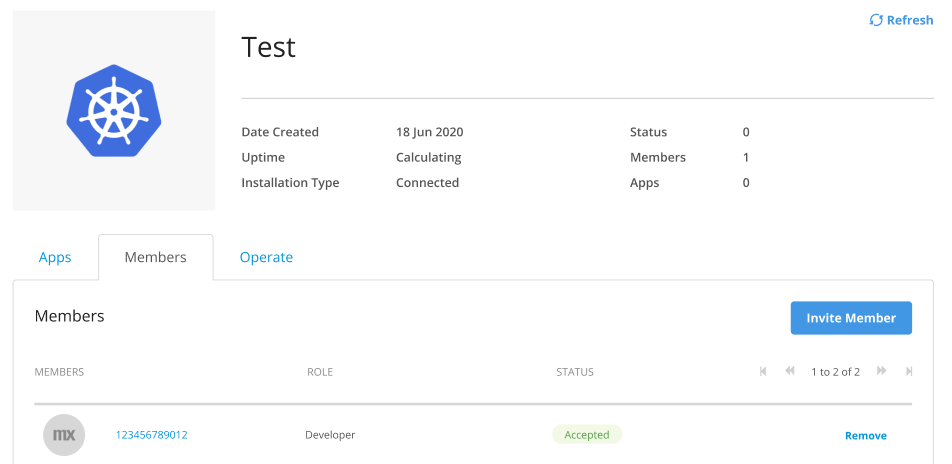 Refresh
Test
Date Created 18 Jun 2020 Status 0
Uptime Calculating Members 1
Installation Type Connected Apps 0
Apps Members Operate
Members Invite Member
MEMBERS ROLE STATUS 1 to 2 of 2
mx 123456789012 Developer Accepted Remove